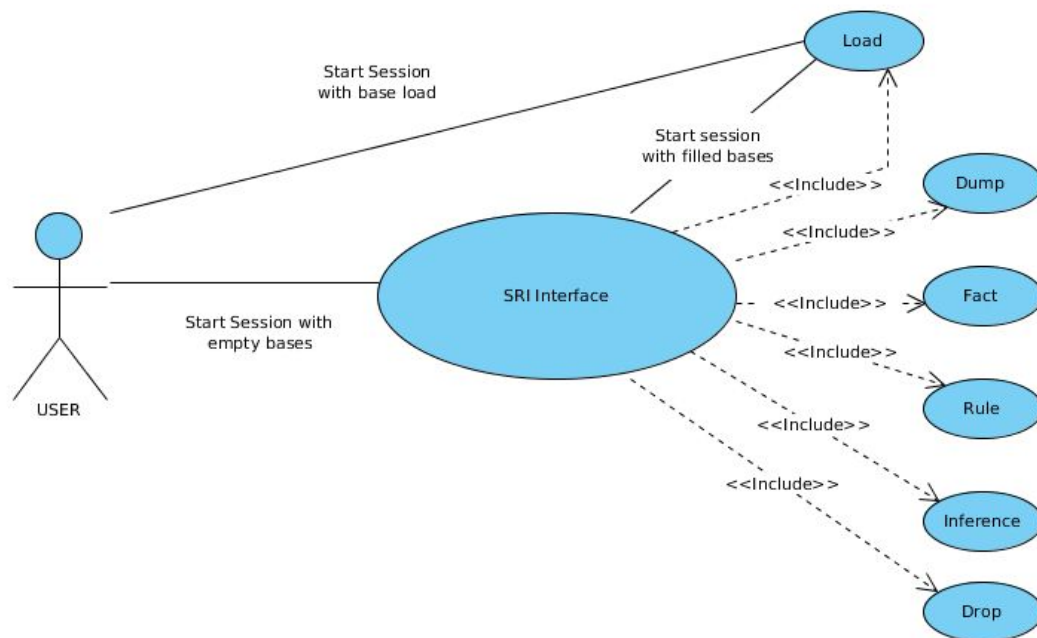 Load
Start Session
with base load
Start session
with filled bases
<<Include>>
Dump
<<Include>>
SRI Interface
<<Include>>
Fact
Start Session with
empty bases
<<Include>>
USER
Rule
<<Include>>
<<Include>>
Inference
Drop